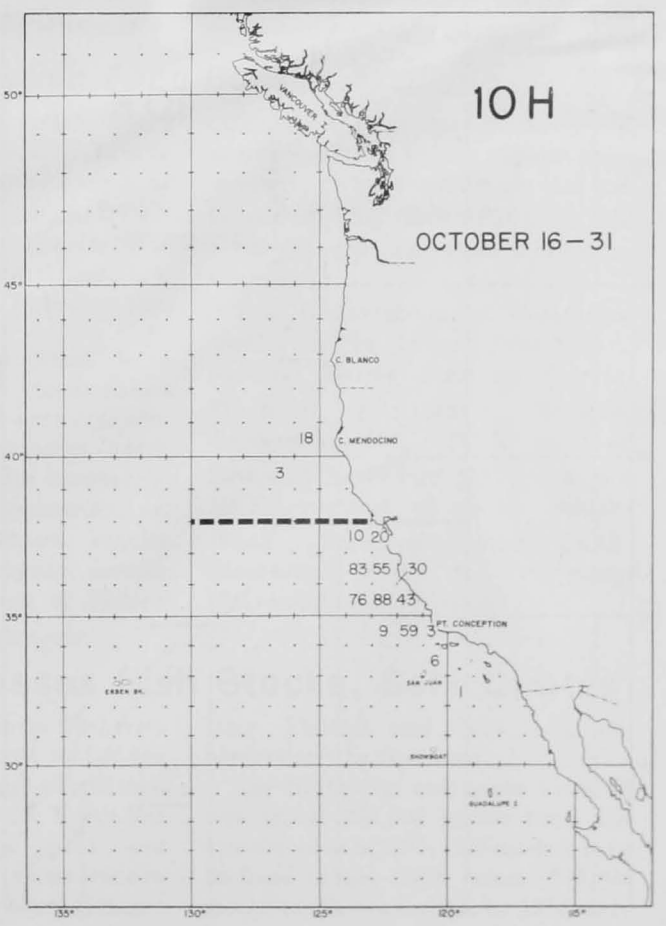 50°
VANCOUVER I.
10 H
OCTOBER 16-31
45°
C. BLANCO
18
C. MENDOCINO
40°
3
10 20
83 55 30
76 88 43
35°
9 59 3
PT. CONCEPTION
6
SAN JUAN
1
ERBEN BK.
SHOWBOAT
30°
GUADALUPE I.
135° 130° 125° 120° 115°